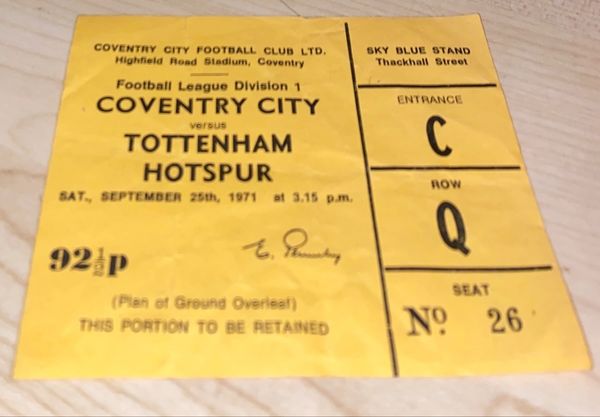 COVENTRY CITY FOOTBALL CLUB LTD.
Highfield Road Stadium, Coventry
Football League Division 1
COVENTRY CITY
versus
TOTTENHAM
HOTSPUR
SAT., SEPTEMBER 25th, 1971 at 3.15 p.m.
92½p
(Plan of Ground Overleaf)
THIS PORTION TO BE RETAINED
SKY BLUE STAND
Thackhall Street
ENTRANCE
C
ROW
Q
SEAT
No. 26